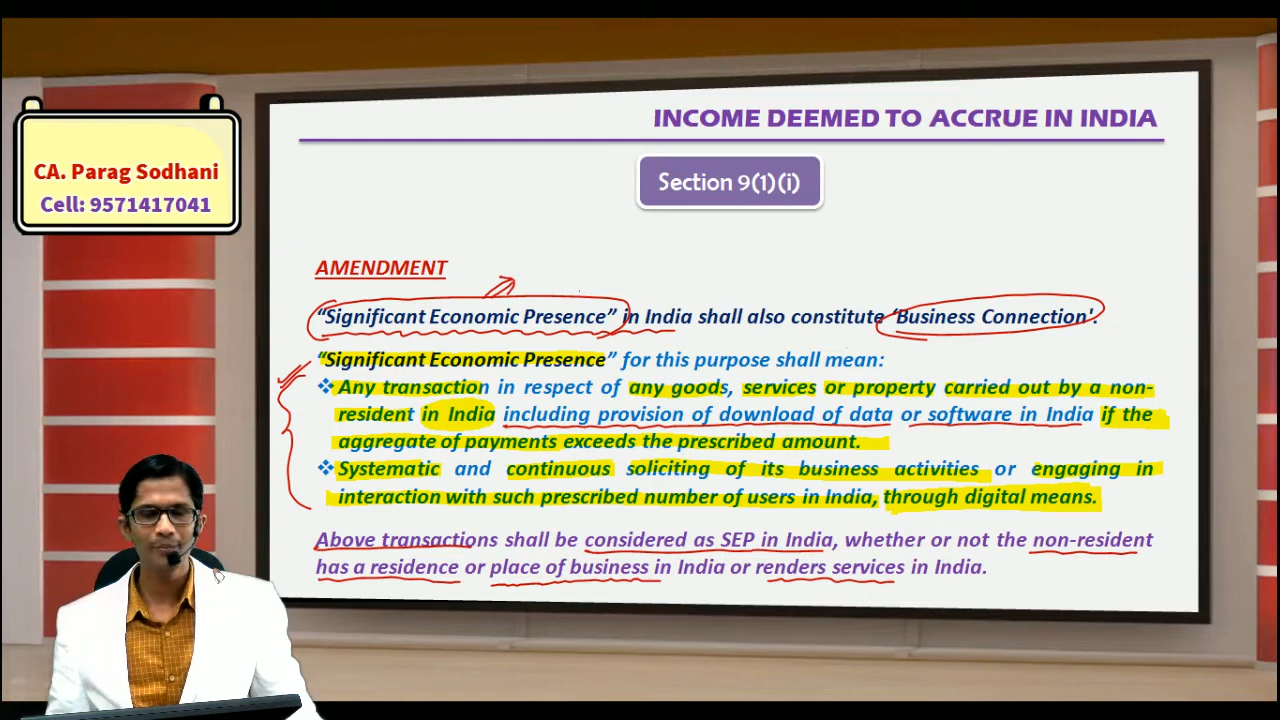 CA. Parag Sodhani
Cell: 9571417041
INCOME DEEMED TO ACCRUE IN INDIA
Section 9(1)(i)
AMENDMENT
“Significant Economic Presence” in India shall also constitute ‘Business Connection'.
“Significant Economic Presence” for this purpose shall mean:
❖Any transaction in respect of any goods, services or property carried out by a non-
resident in India including provision of download of data or software in India if the
aggregate of payments exceeds the prescribed amount.
❖Systematic and continuous soliciting of its business activities or engaging in
interaction with such prescribed number of users in India, through digital means.
Above transactions shall be considered as SEP in India, whether or not the non-resident
has a residence or place of business in India or renders services in India.